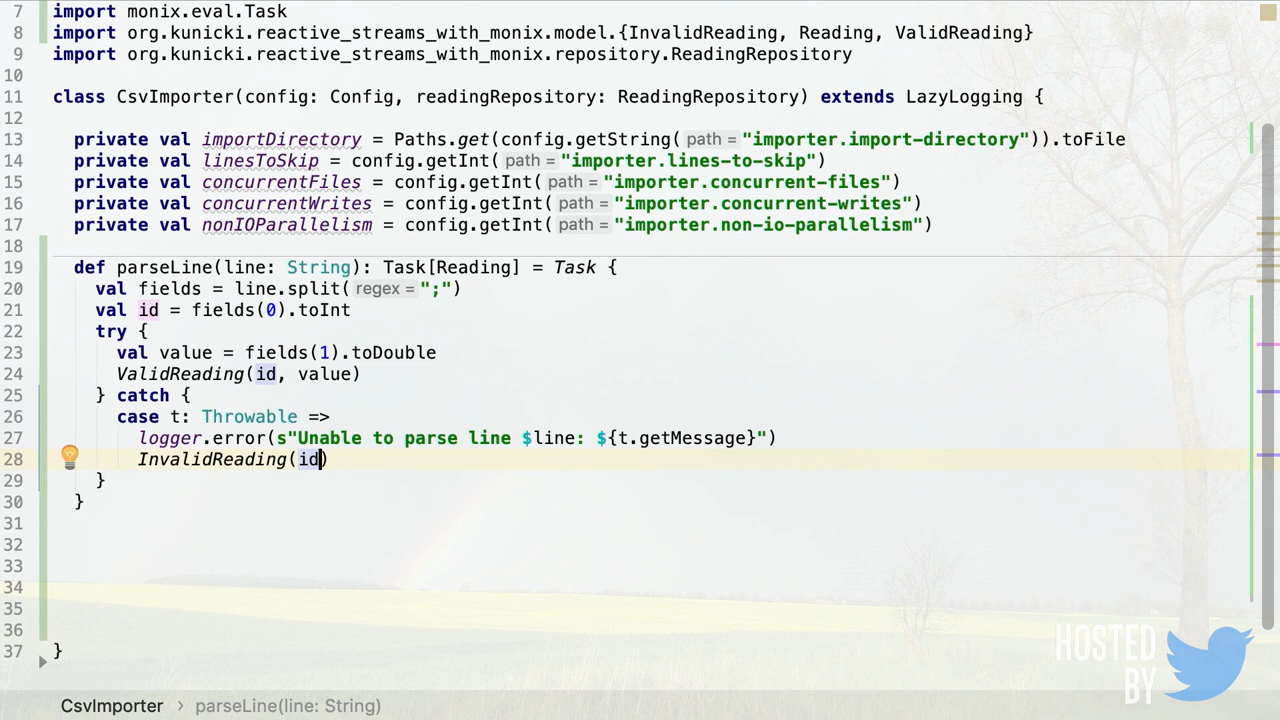 7 import monix.eval.Task
8 import org.kunicki.reactive_streams_with_monix.model.{InvalidReading, Reading, ValidReading}
9 import org.kunicki.reactive_streams_with_monix.repository.ReadingRepository
10
11 class CsvImporter(config: Config, readingRepository: ReadingRepository) extends LazyLogging {
12
13 private val importDirectory = Paths.get(config.getString( path = "importer.import-directory")).toFile
14 private val linesToSkip = config.getInt( path = "importer.lines-to-skip")
15 private val concurrentFiles = config.getInt( path = "importer.concurrent-files")
16 private val concurrentWrites = config.getInt( path = "importer.concurrent-writes")
17 private val nonIOParallelism = config.getInt( path = "importer.non-io-parallelism")
18
19 def parseLine(line: String): Task[Reading] = Task {
20 val fields = line.split( regex = ";")
21 val id = fields(0).toInt
22 try {
23 val value = fields(1).toDouble
24 ValidReading(id, value)
25 } catch {
26 case t: Throwable =>
27 logger.error(s"Unable to parse line $line: ${t.getMessage}")
28 InvalidReading(id)
29 }
30 }
31
32
33
34
35
36
37 }
HOSTED
BY
CsvImporter › parseLine(line: String)